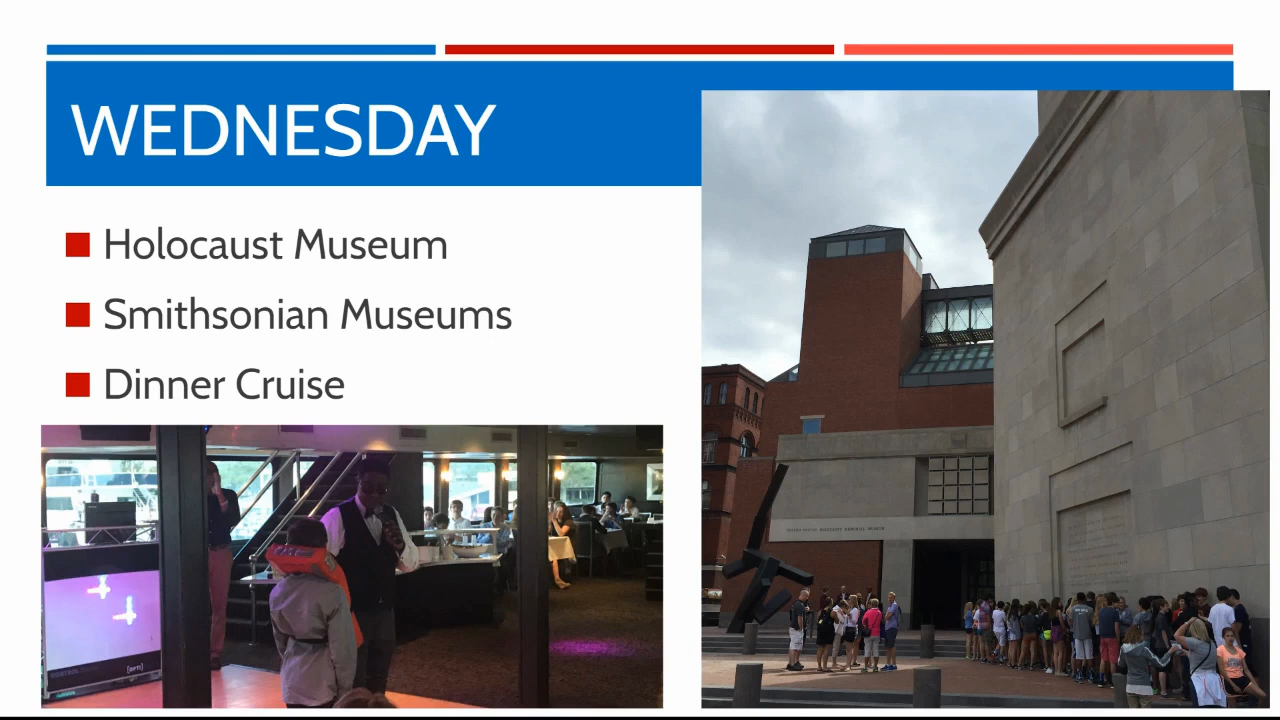 WEDNESDAY
Holocaust Museum
Smithsonian Museums
Dinner Cruise